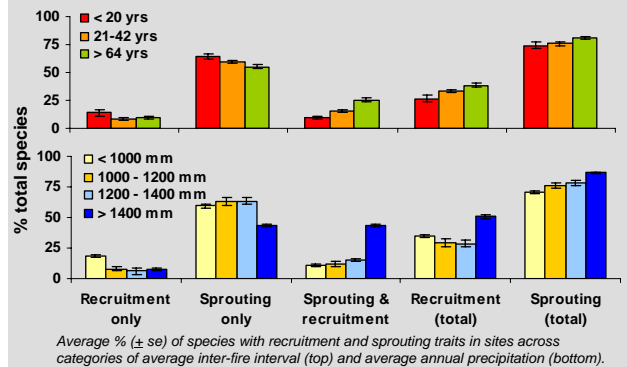 100
75
50
25
0
< 20 yrs
21-42 years
> 64 yrs
% total species
100
75
50
25
0
< 1000 mm
1000 - 1200 mm
1200 - 1400 mm
> 1400 mm
Recruitment only
Sprouting only
Sprouting & recruitment
Recruitment (total)
Sprouting (total)
Average % (± se) of species with recruitment and sprouting traits in sites across
categories of average inter-fire interval (top) and average annual precipitation (bottom).